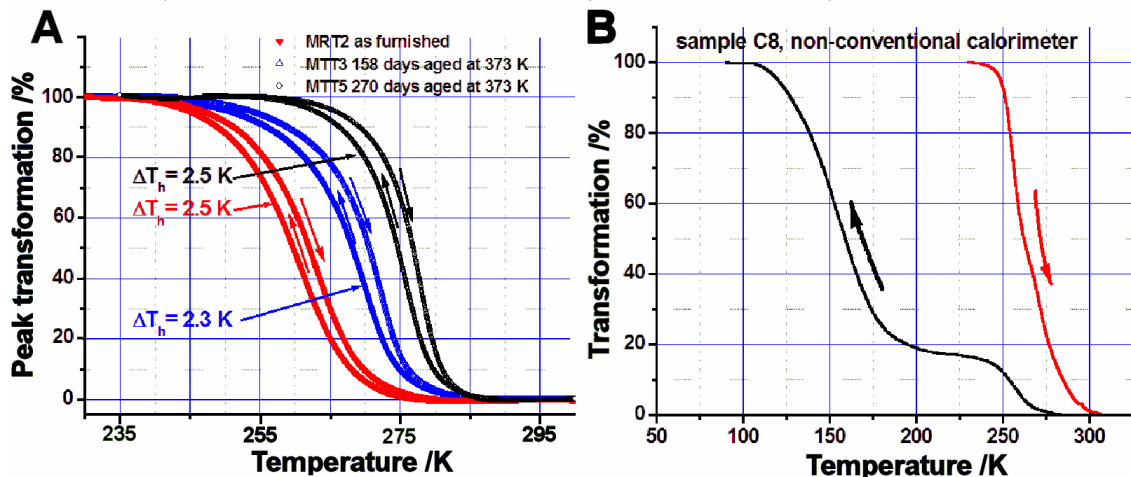 A
MRT2 as furnished
MTT3 158 days aged at 373 K
MTT5 270 days aged at 373 K
ΔTh= 2.5 K
ΔTh= 2.5 K
ΔTh= 2.3 K
Peak transformation /%
100
80
60
40
20
0
235
255
275
295
Temperature /K
B
sample C8, non-conventional calorimeter
Transformation /%
100
80
60
40
20
0
50
100
150
200
250
300
Temperature /K